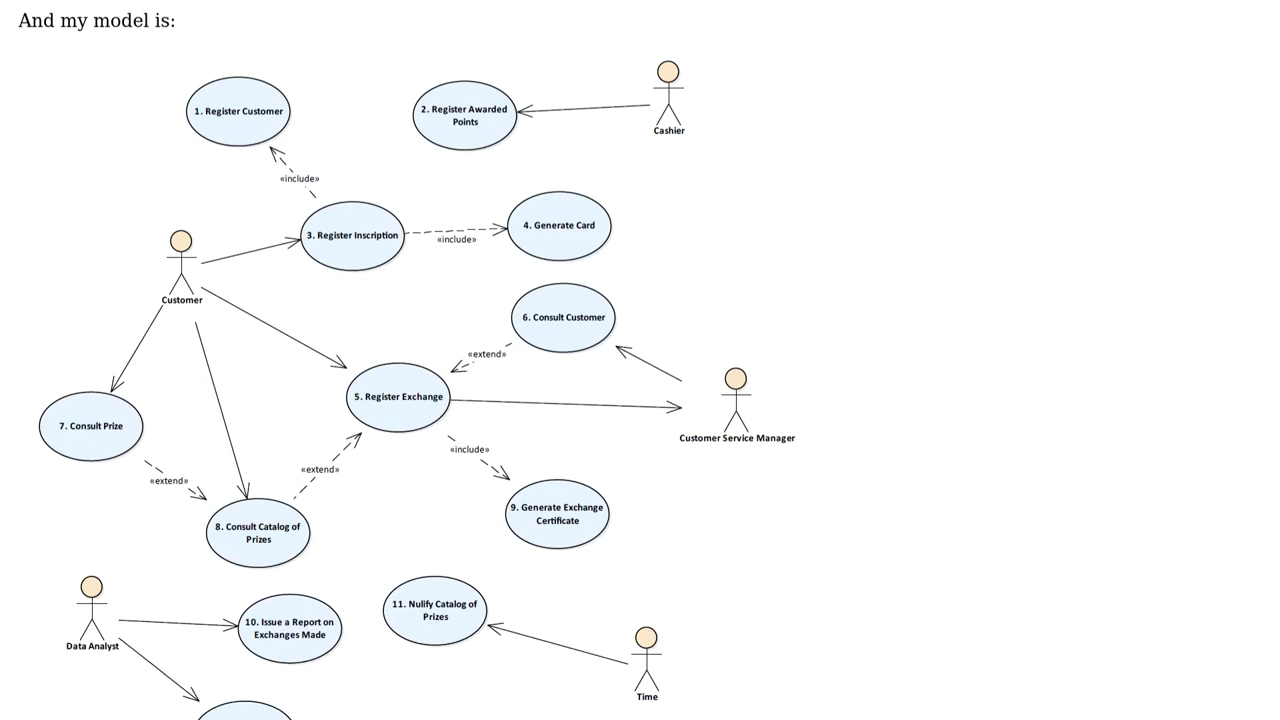 And my model is:
1. Register Customer
2. Register Awarded
Points
Cashier
«include»
3. Register Inscription
4. Generate Card
«include»
Customer
6. Consult Customer
«extend»
5. Register Exchange
7. Consult Prize
Customer Service Manager
«include»
«extend»
«extend»
9. Generate Exchange
Certificate
8. Consult Catalog of
Prizes
11. Nulify Catalog of
Prizes
10. Issue a Report on
Exchanges Made
Data Analyst
Time